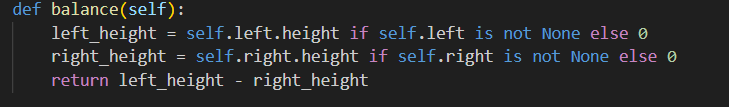 def balance(self):
    left_height = self.left.height if self.left is not None else 0
    right_height = self.right.height if self.right is not None else 0
    return left_height - right_height